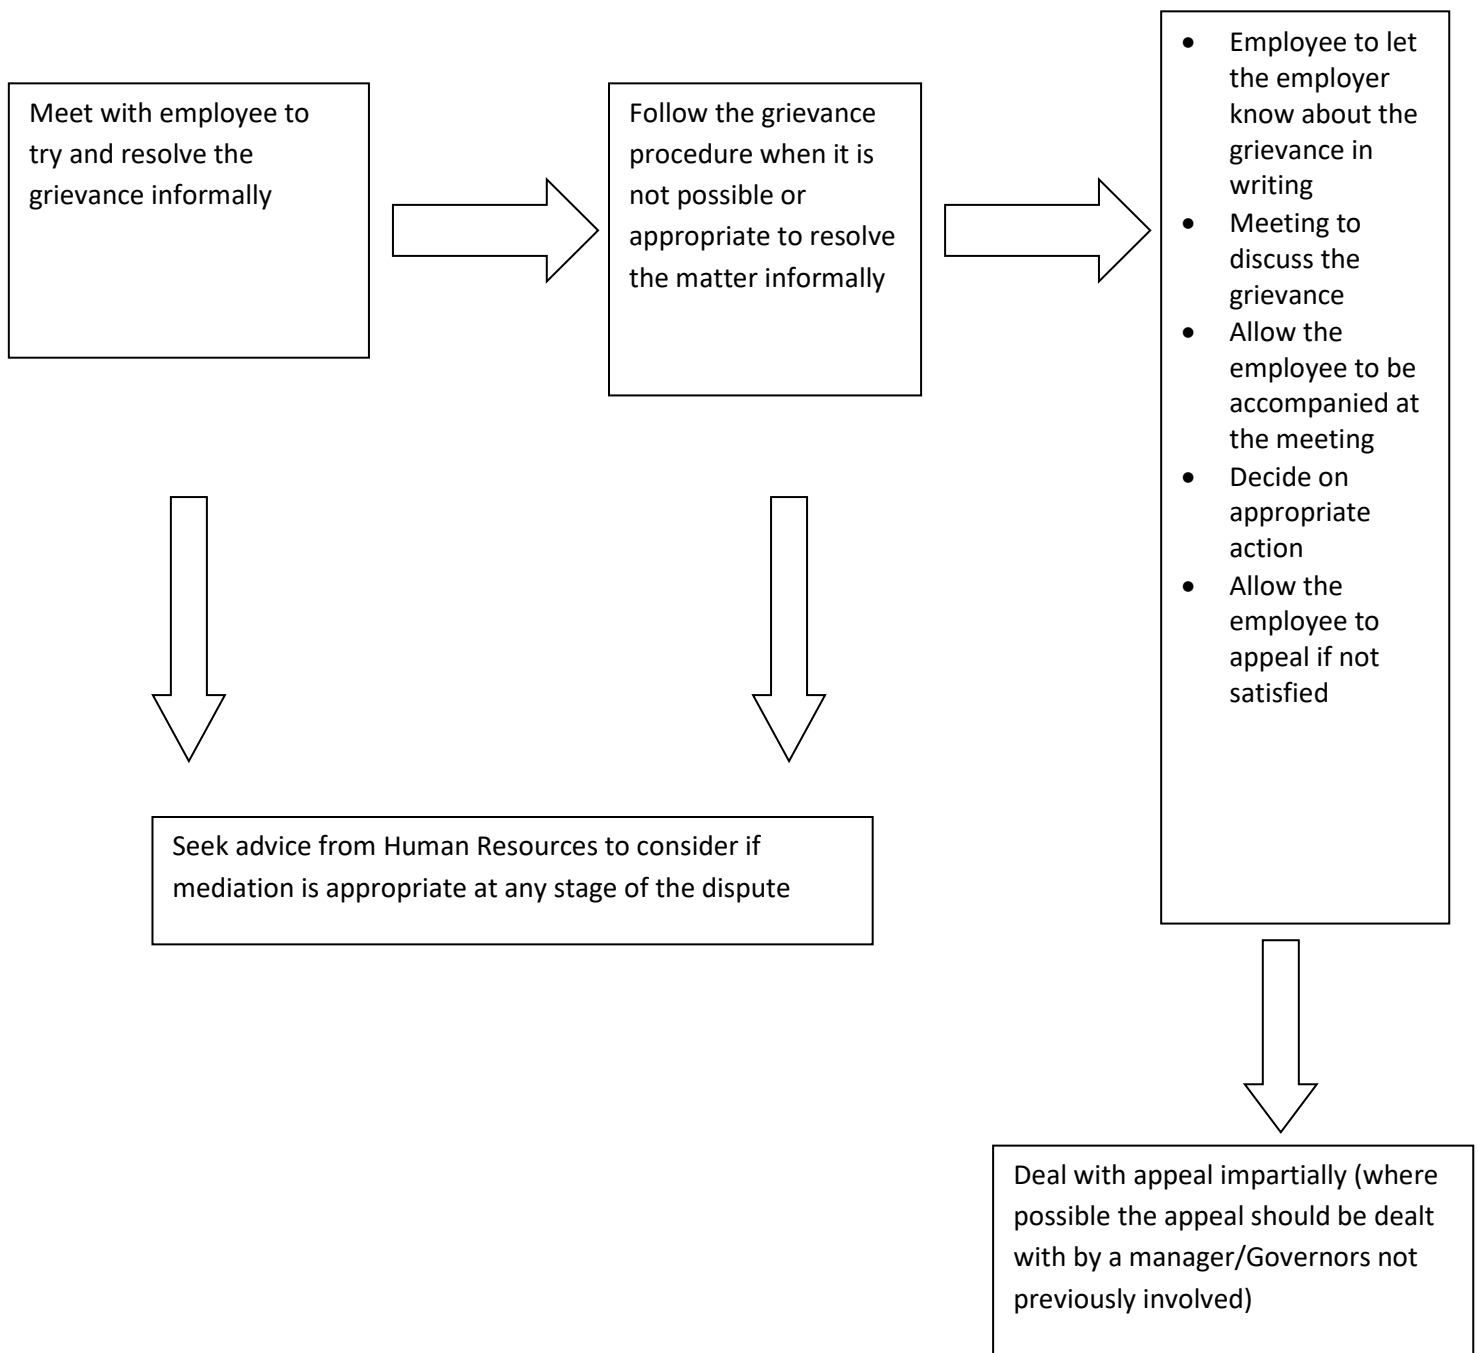 Meet with employee to
try and resolve the
grievance informally
Follow the grievance
procedure when it is
not possible or
appropriate to resolve
the matter informally
• Employee to let
the employer
know about the
grievance in
writing
• Meeting to
discuss the
grievance
• Allow the
employee to be
accompanied at
the meeting
• Decide on
appropriate
action
• Allow the
employee to
appeal if not
satisfied
Seek advice from Human Resources to consider if
mediation is appropriate at any stage of the dispute
Deal with appeal impartially (where
possible the appeal should be dealt
with by a manager/Governors not
previously involved)